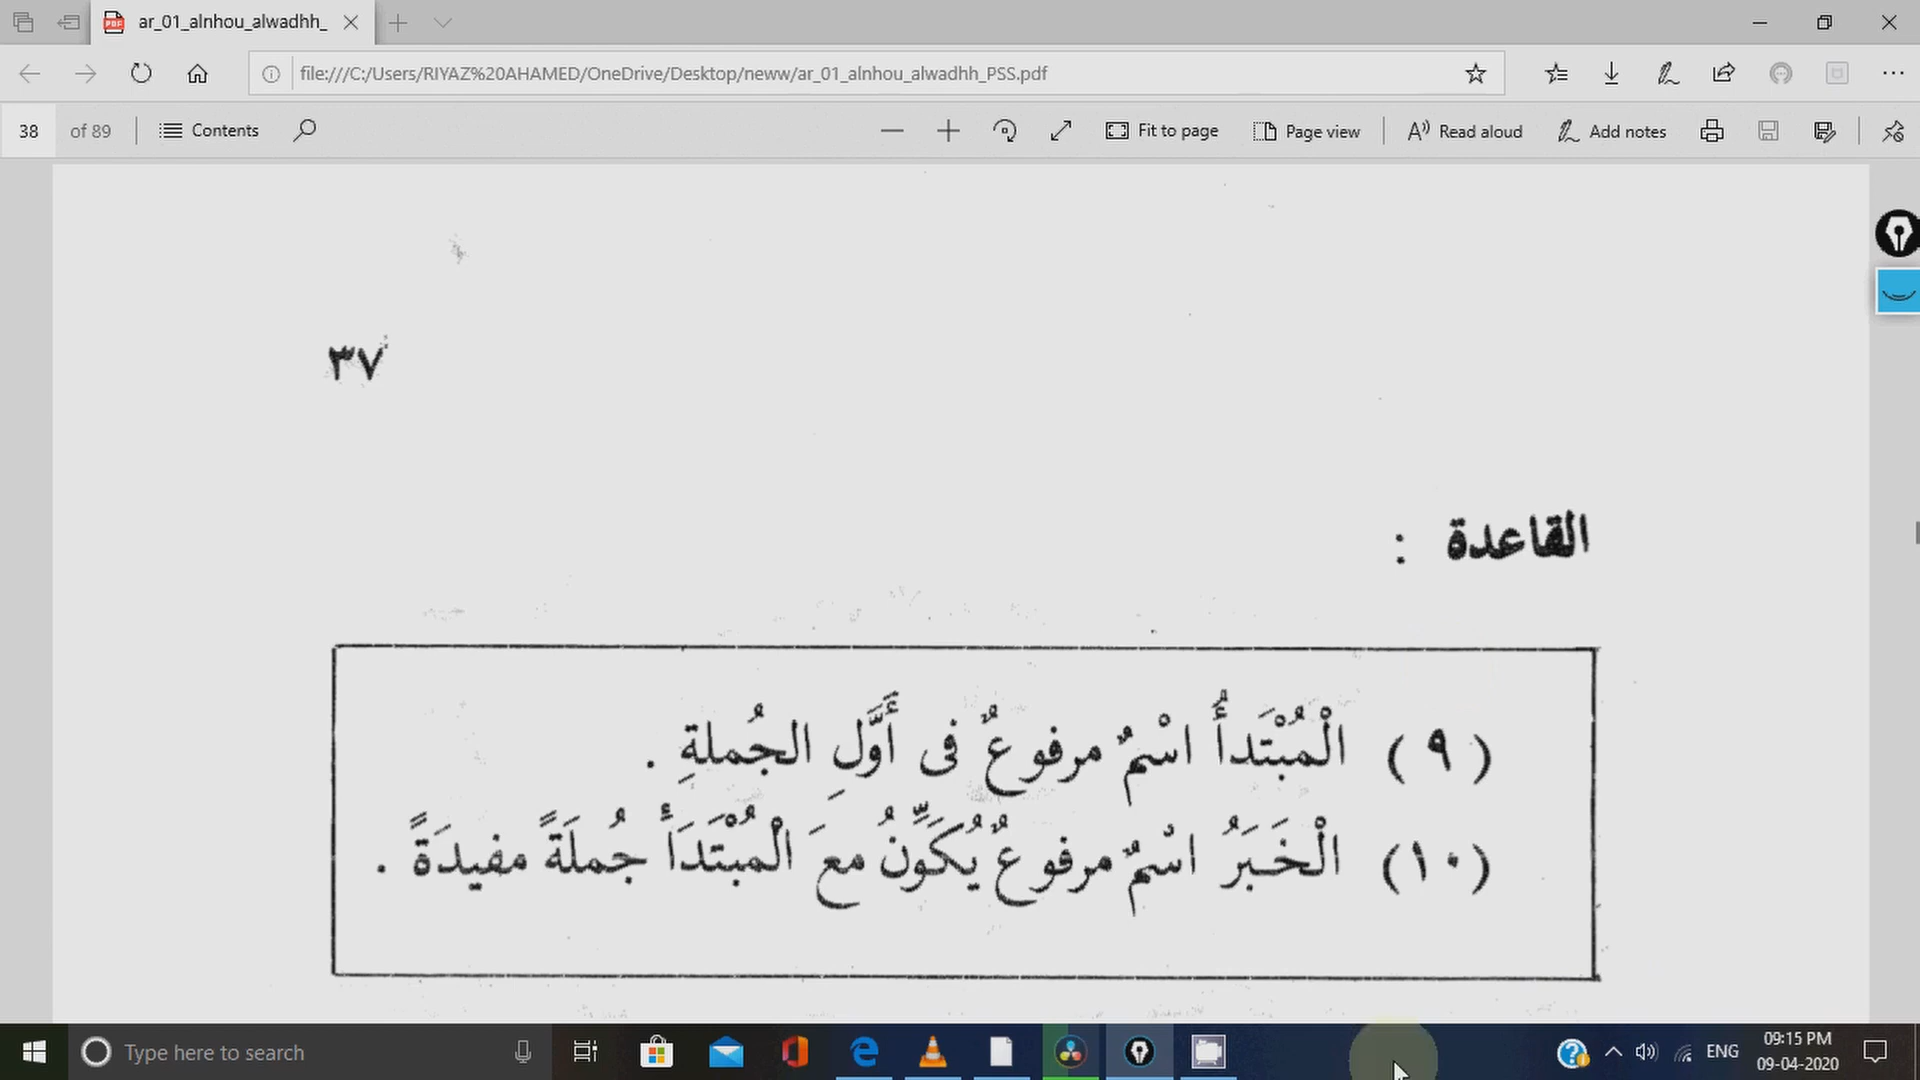 ar_01_alnhou_alwadhh_
file:///C:/Users/RIYAZ%20AHAMED/OneDrive/Desktop/neww/ar_01_alnhou_alwadhh_PSS.pdf
38 of 89 Contents Fit to page Page view Read aloud Add notes
٣٧
القاعدة :
(٩) الْمُبْتَدأُ اسْمٌ مرفوعٌ فى أَوَّلِ الجُملةِ .
(١٠) الْخَبَرُ اسْمٌ مرفوعٌ يُكَوِّنُ معَ الْمُبْتَدَأ جُملَةً مفيدَةً .
Type here to search
ENG
09:15 PM
09-04-2020